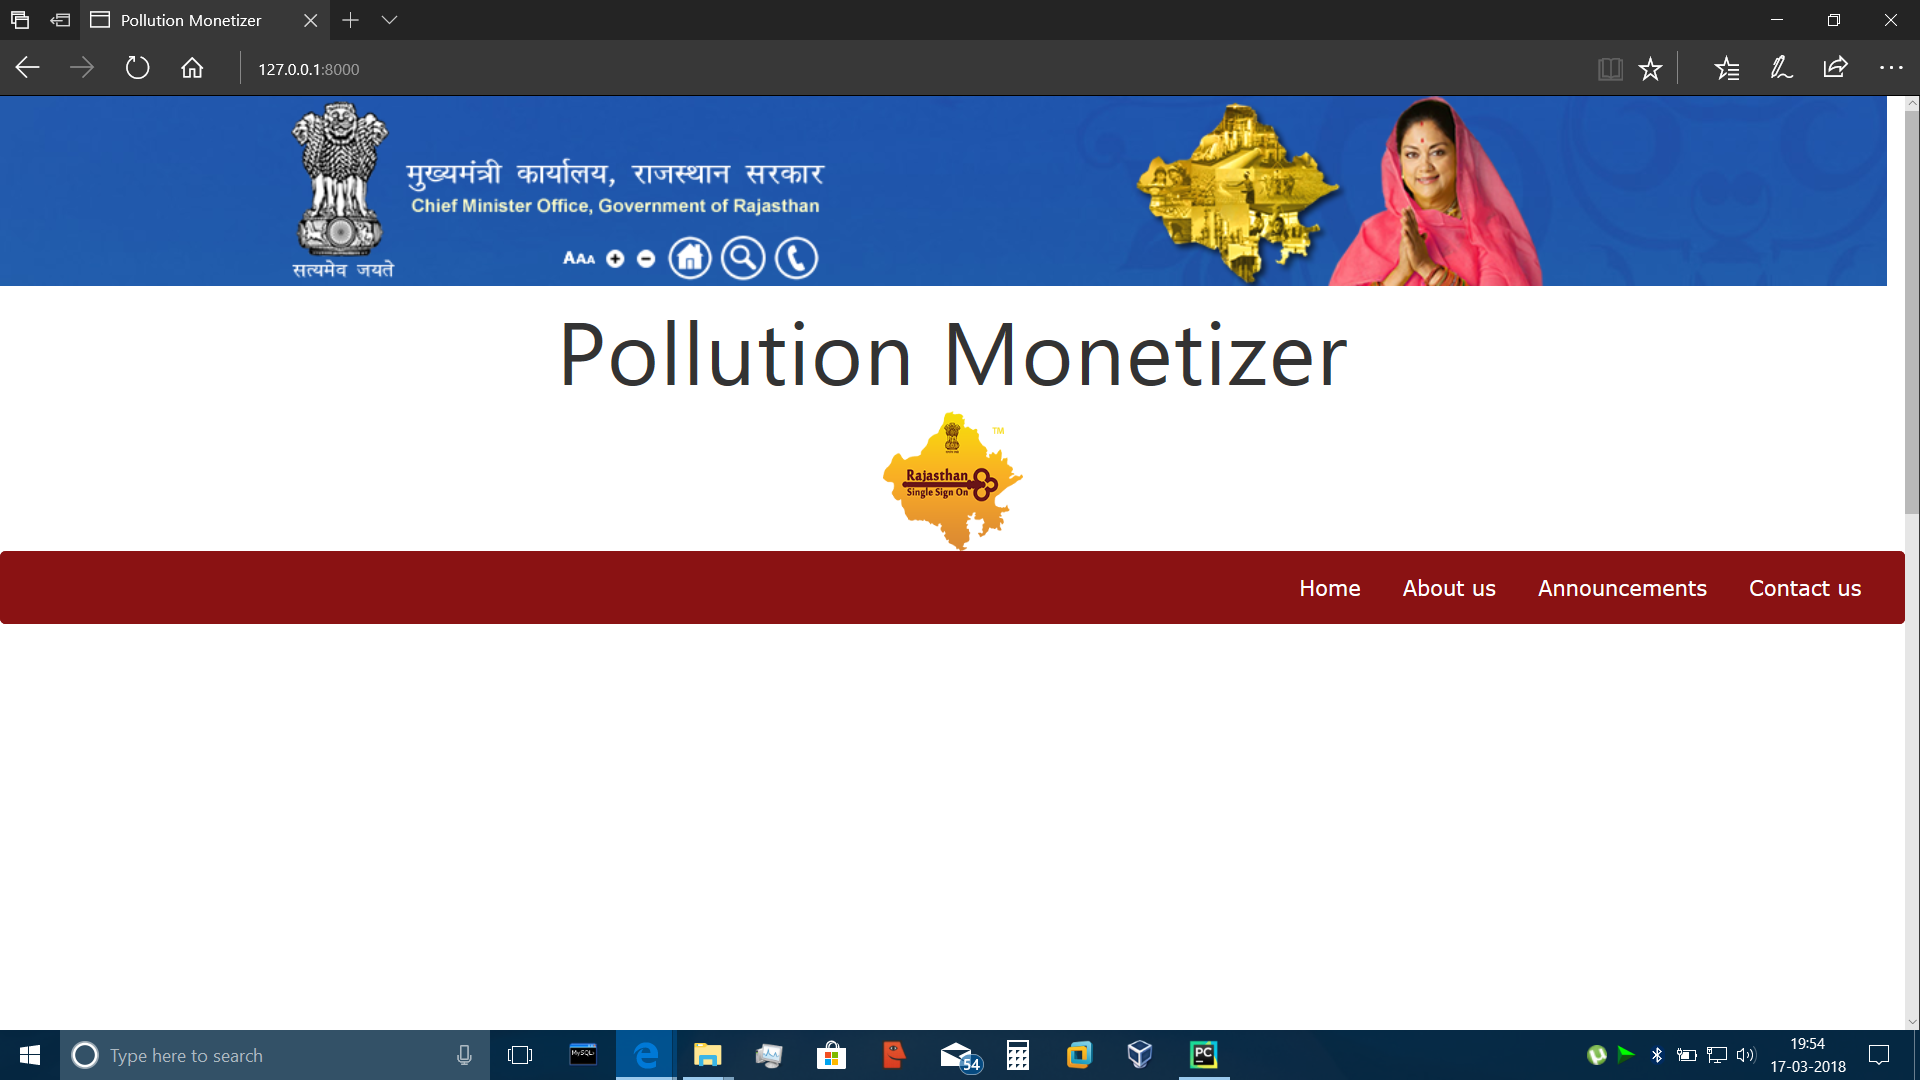 Pollution Monetizer
127.0.0.1:8000
मुख्यमंत्री कार्यालय, राजस्थान सरकार
Chief Minister Office, Government of Rajasthan
AAA
सत्यमेव जयते
Pollution Monetizer
TM
Rajasthan
Single Sign On
Home About us Announcements Contact us
Type here to search
MySQL
54
PC
19:54
17-03-2018